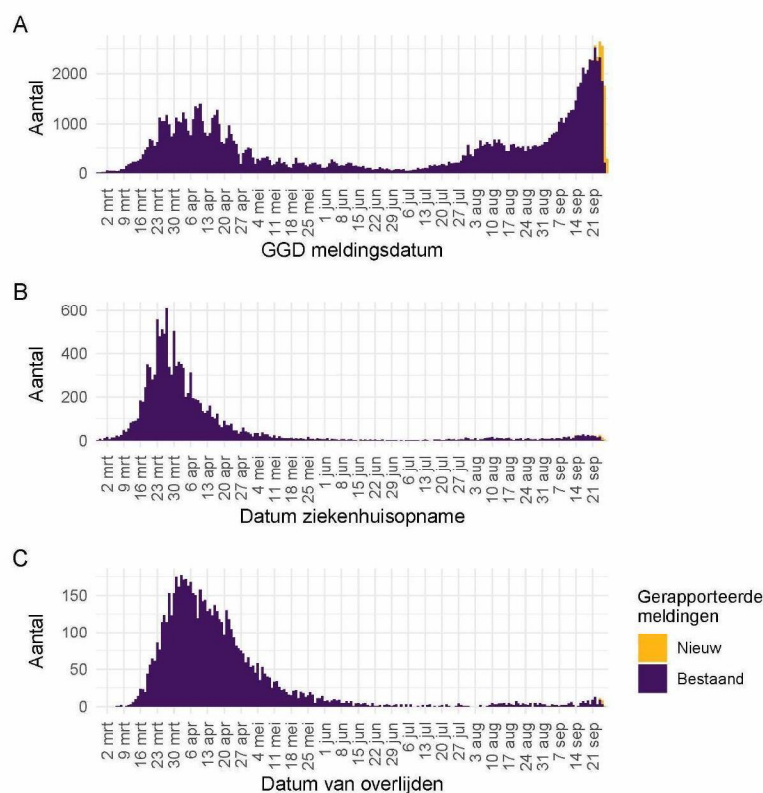 A
Aantal
2000
1000
0
2 mrt
9 mrt
16 mrt
23 mrt
30 mrt
6 apr
13 apr
20 apr
27 apr
4 mei
11 mei
18 mei
25 mei
1 jun
8 jun
15 jun
22 jun
29 jun
6 jul
13 jul
20 jul
27 jul
3 aug
10 aug
17 aug
24 aug
31 aug
7 sep
14 sep
21 sep
GGD meldingsdatum
B
Aantal
600
400
200
0
2 mrt
9 mrt
16 mrt
23 mrt
30 mrt
6 apr
13 apr
20 apr
27 apr
4 mei
11 mei
18 mei
25 mei
1 jun
8 jun
15 jun
22 jun
29 jun
6 jul
13 jul
20 jul
27 jul
3 aug
10 aug
17 aug
24 aug
31 aug
7 sep
14 sep
21 sep
Datum ziekenhuisopname
C
Aantal
150
100
50
0
2 mrt
9 mrt
16 mrt
23 mrt
30 mrt
6 apr
13 apr
20 apr
27 apr
4 mei
11 mei
18 mei
25 mei
1 jun
8 jun
15 jun
22 jun
29 jun
6 jul
13 jul
20 jul
27 jul
3 aug
10 aug
17 aug
24 aug
31 aug
7 sep
14 sep
21 sep
Datum van overlijden
Gerapporteerde
meldingen
Nieuw
Bestaand